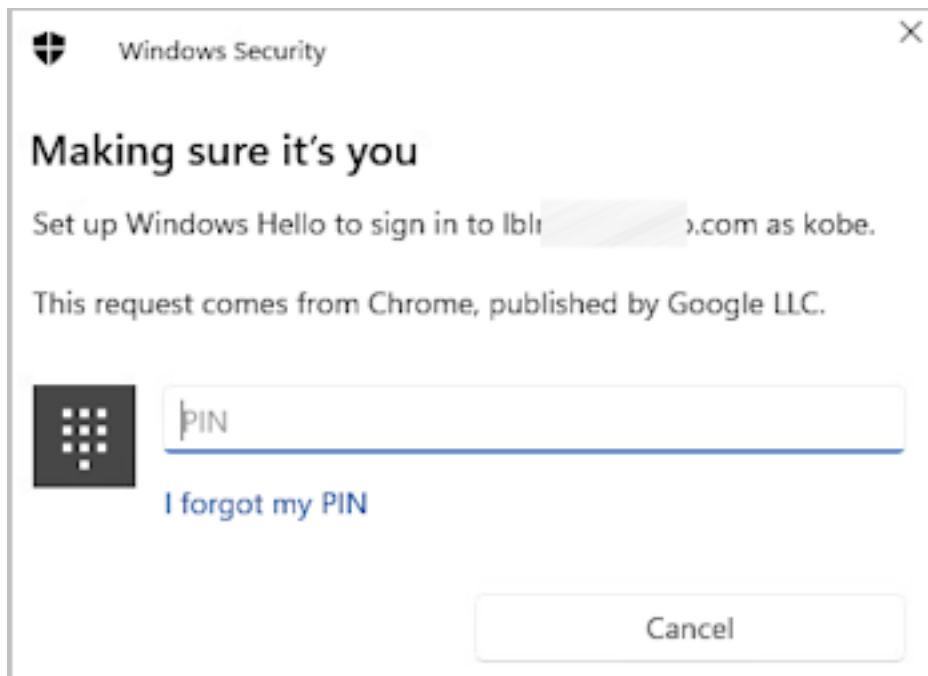 Windows Security
Making sure it's you
Set up Windows Hello to sign in to .com as kobe.
This request comes from Chrome, published by Google LLC.
PIN
I forgot my PIN
Cancel